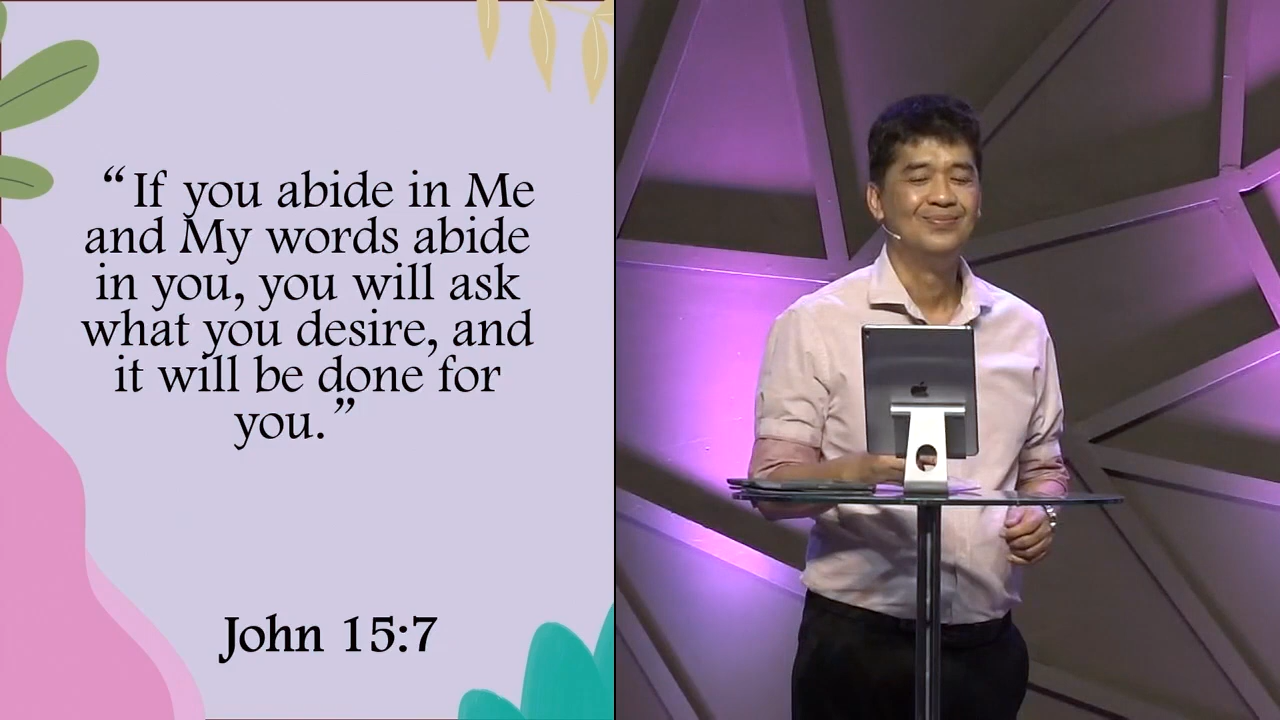 “If you abide in Me
and My words abide
in you, you will ask
what you desire, and
it will be done for
you.”
John 15:7